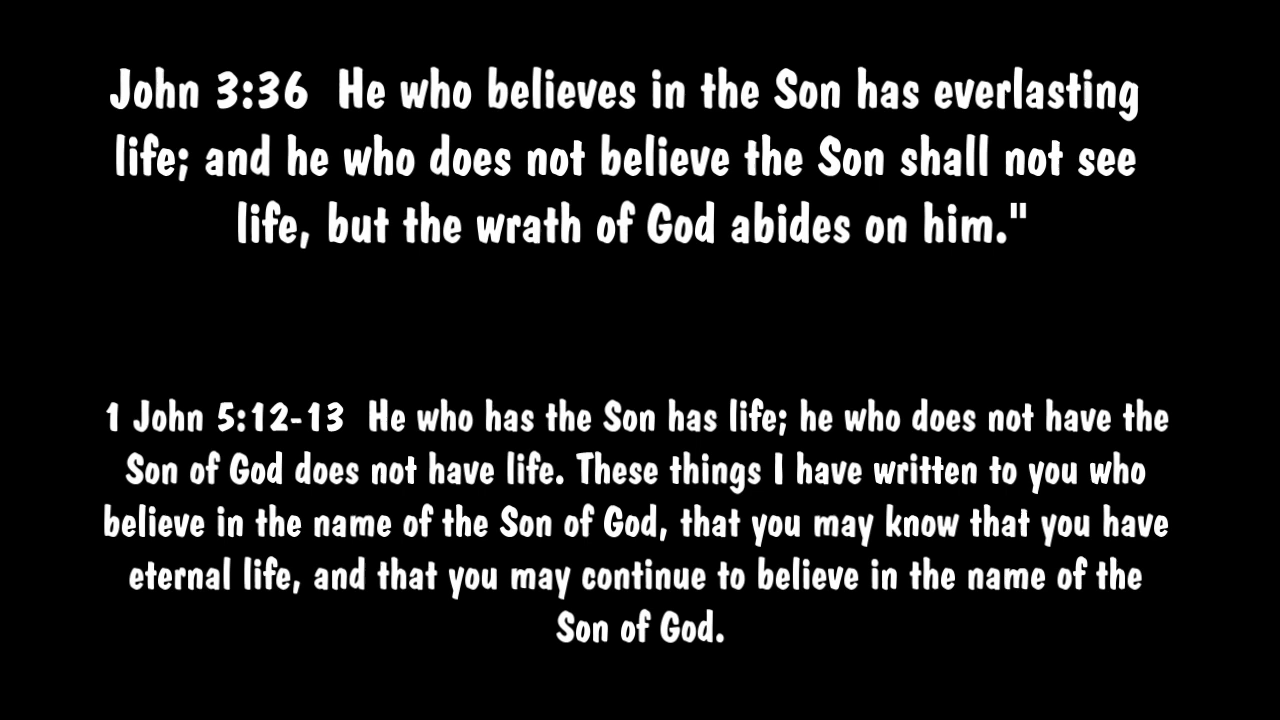 John 3:36  He who believes in the Son has everlasting
life; and he who does not believe the Son shall not see
life, but the wrath of God abides on him."
1 John 5:12-13  He who has the Son has life; he who does not have the
Son of God does not have life. These things I have written to you who
believe in the name of the Son of God, that you may know that you have
eternal life, and that you may continue to believe in the name of the
Son of God.